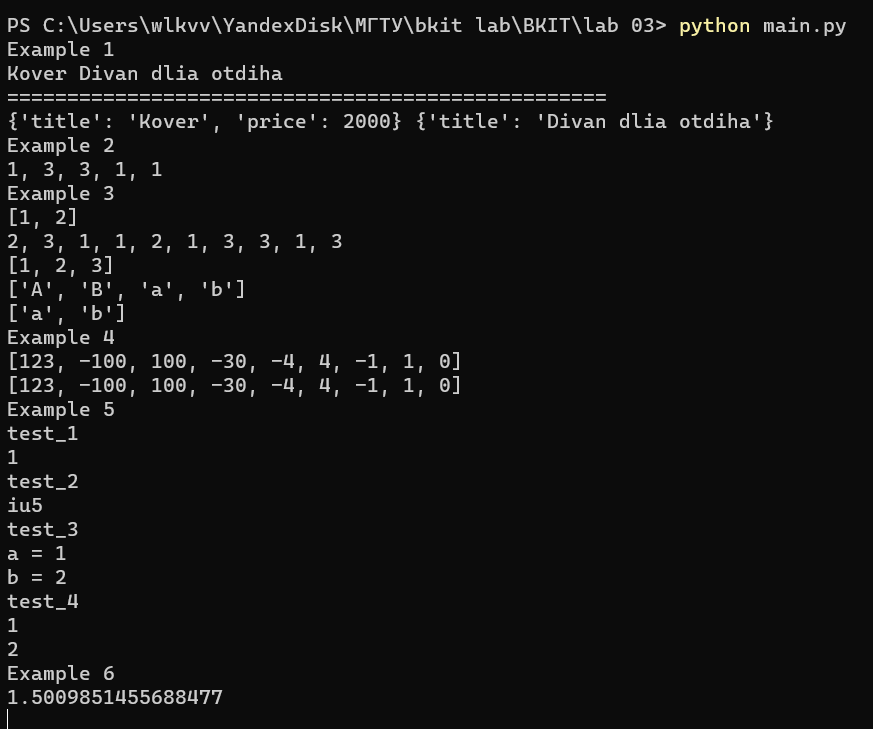 PS C:\Users\wlkvv\YandexDisk\МГТУ\bkit lab\BKIT\lab 03> python main.py
Example 1
Kover Divan dlia otdiha
==================================================
{'title': 'Kover', 'price': 2000} {'title': 'Divan dlia otdiha'}
Example 2
1, 3, 3, 1, 1
Example 3
[1, 2]
2, 3, 1, 1, 2, 1, 3, 3, 1, 3
[1, 2, 3]
['A', 'B', 'a', 'b']
['a', 'b']
Example 4
[123, -100, 100, -30, -4, 4, -1, 1, 0]
[123, -100, 100, -30, -4, 4, -1, 1, 0]
Example 5
test_1
1
test_2
iu5
test_3
a = 1
b = 2
test_4
1
2
Example 6
1.5009851455688477